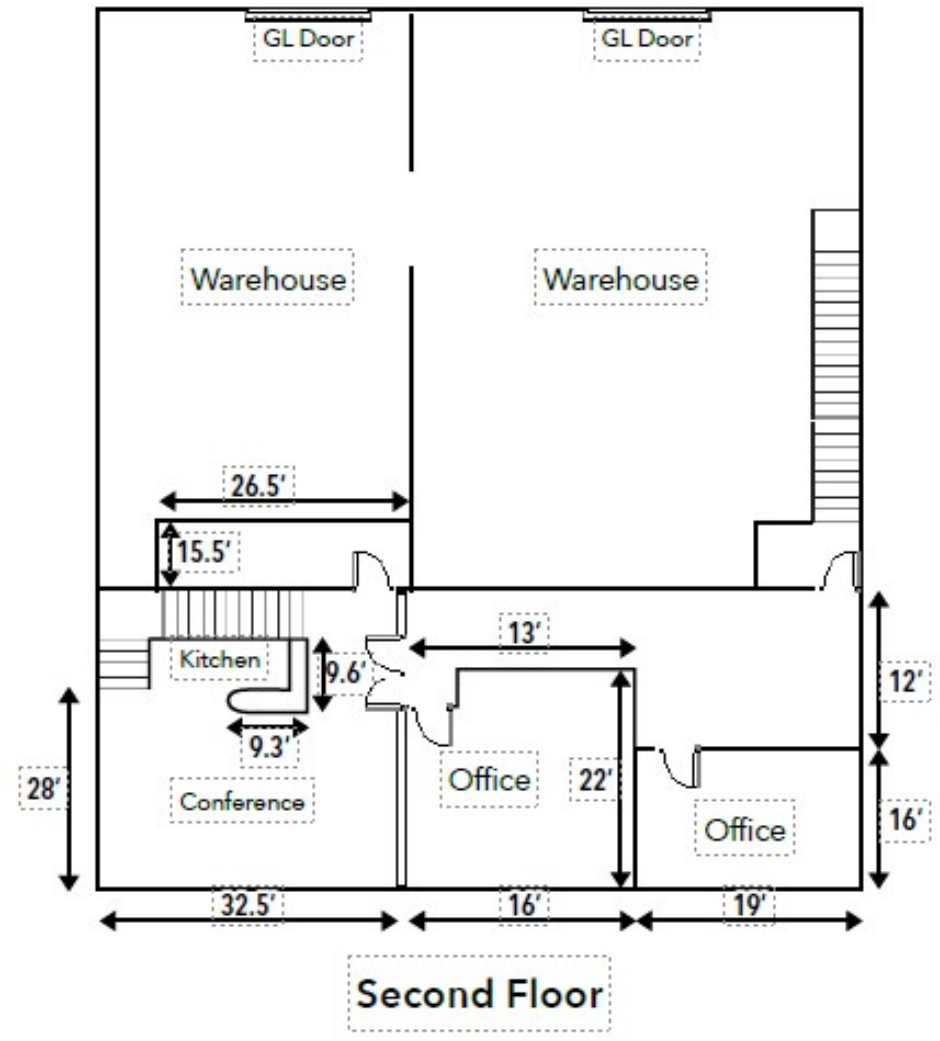 GL Door
GL Door
Warehouse
Warehouse
26.5'
15.5'
13'
Kitchen
9.6'
12'
9.3'
28'
Office
22'
Conference
Office
16'
32.5'
16'
19'
Second Floor